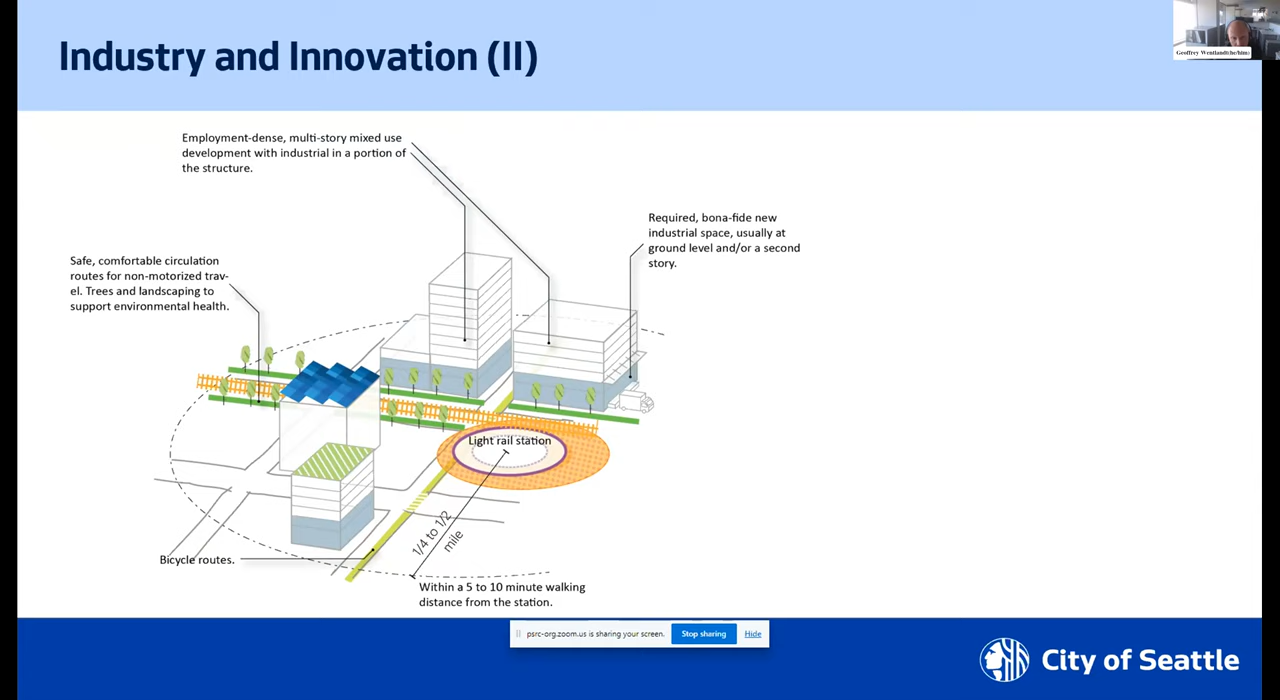 Industry and Innovation (II)
Geoffrey Wentlandt(he/him)
Employment-dense, multi-story mixed use
development with industrial in a portion of
the structure.
Required, bona-fide new
industrial space, usually at
ground level and/or a second
story.
Safe, comfortable circulation
routes for non-motorized trav-
el. Trees and landscaping to
support environmental health.
Light rail station
1/4 to 1/2
mile
Bicycle routes.
Within a 5 to 10 minute walking
distance from the station.
psrc-org.zoom.us is sharing your screen.
Stop sharing
Hide
City of Seattle